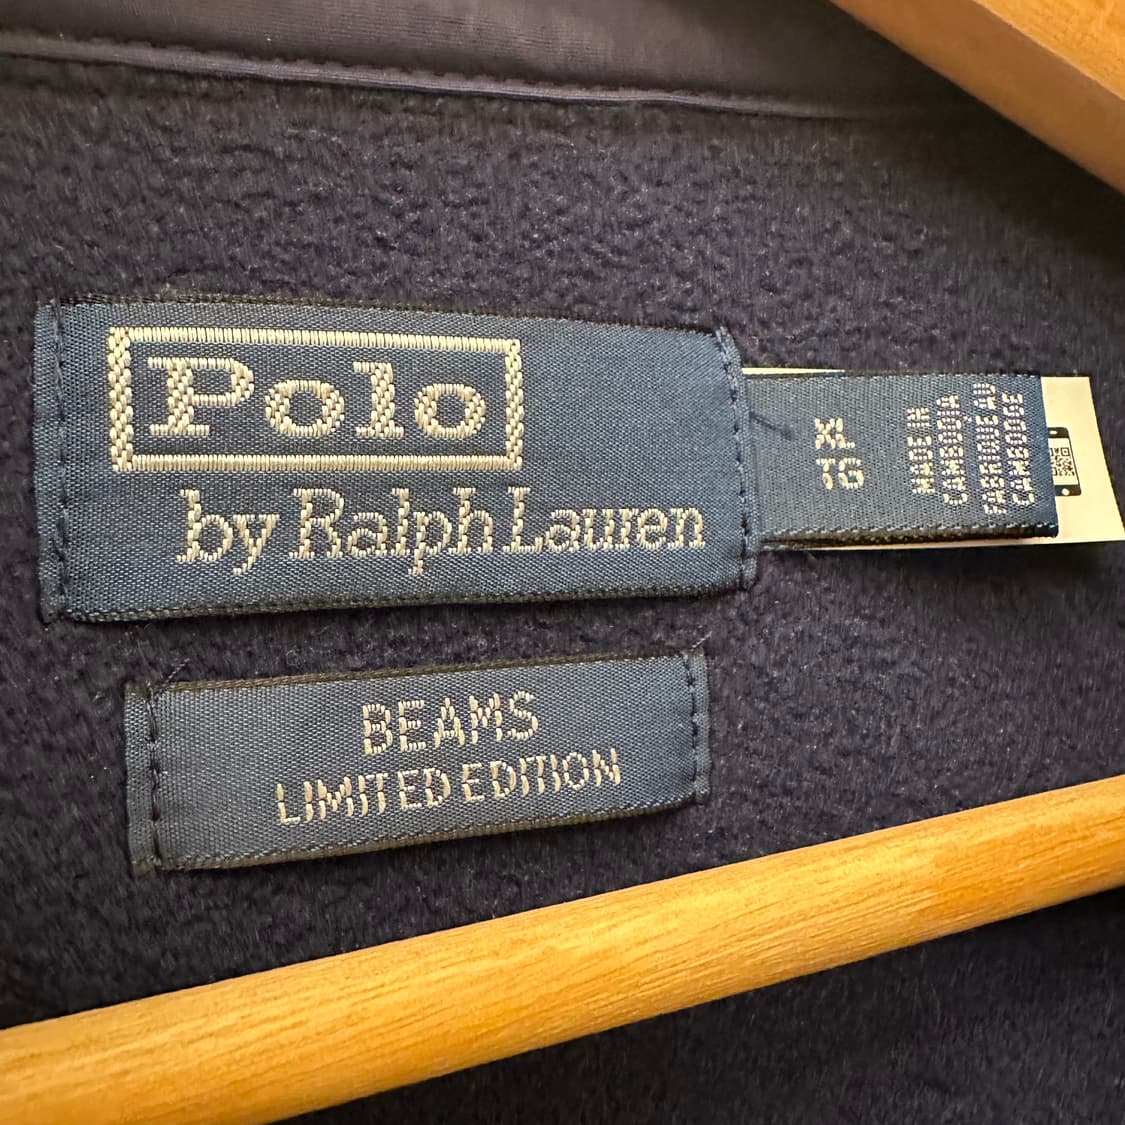 Polo
by Ralph Lauren
XL
TG
MADE IN
CAMBODIA
FABRIQUE AU
CAMBODGE
BEAMS
LIMITED EDITION